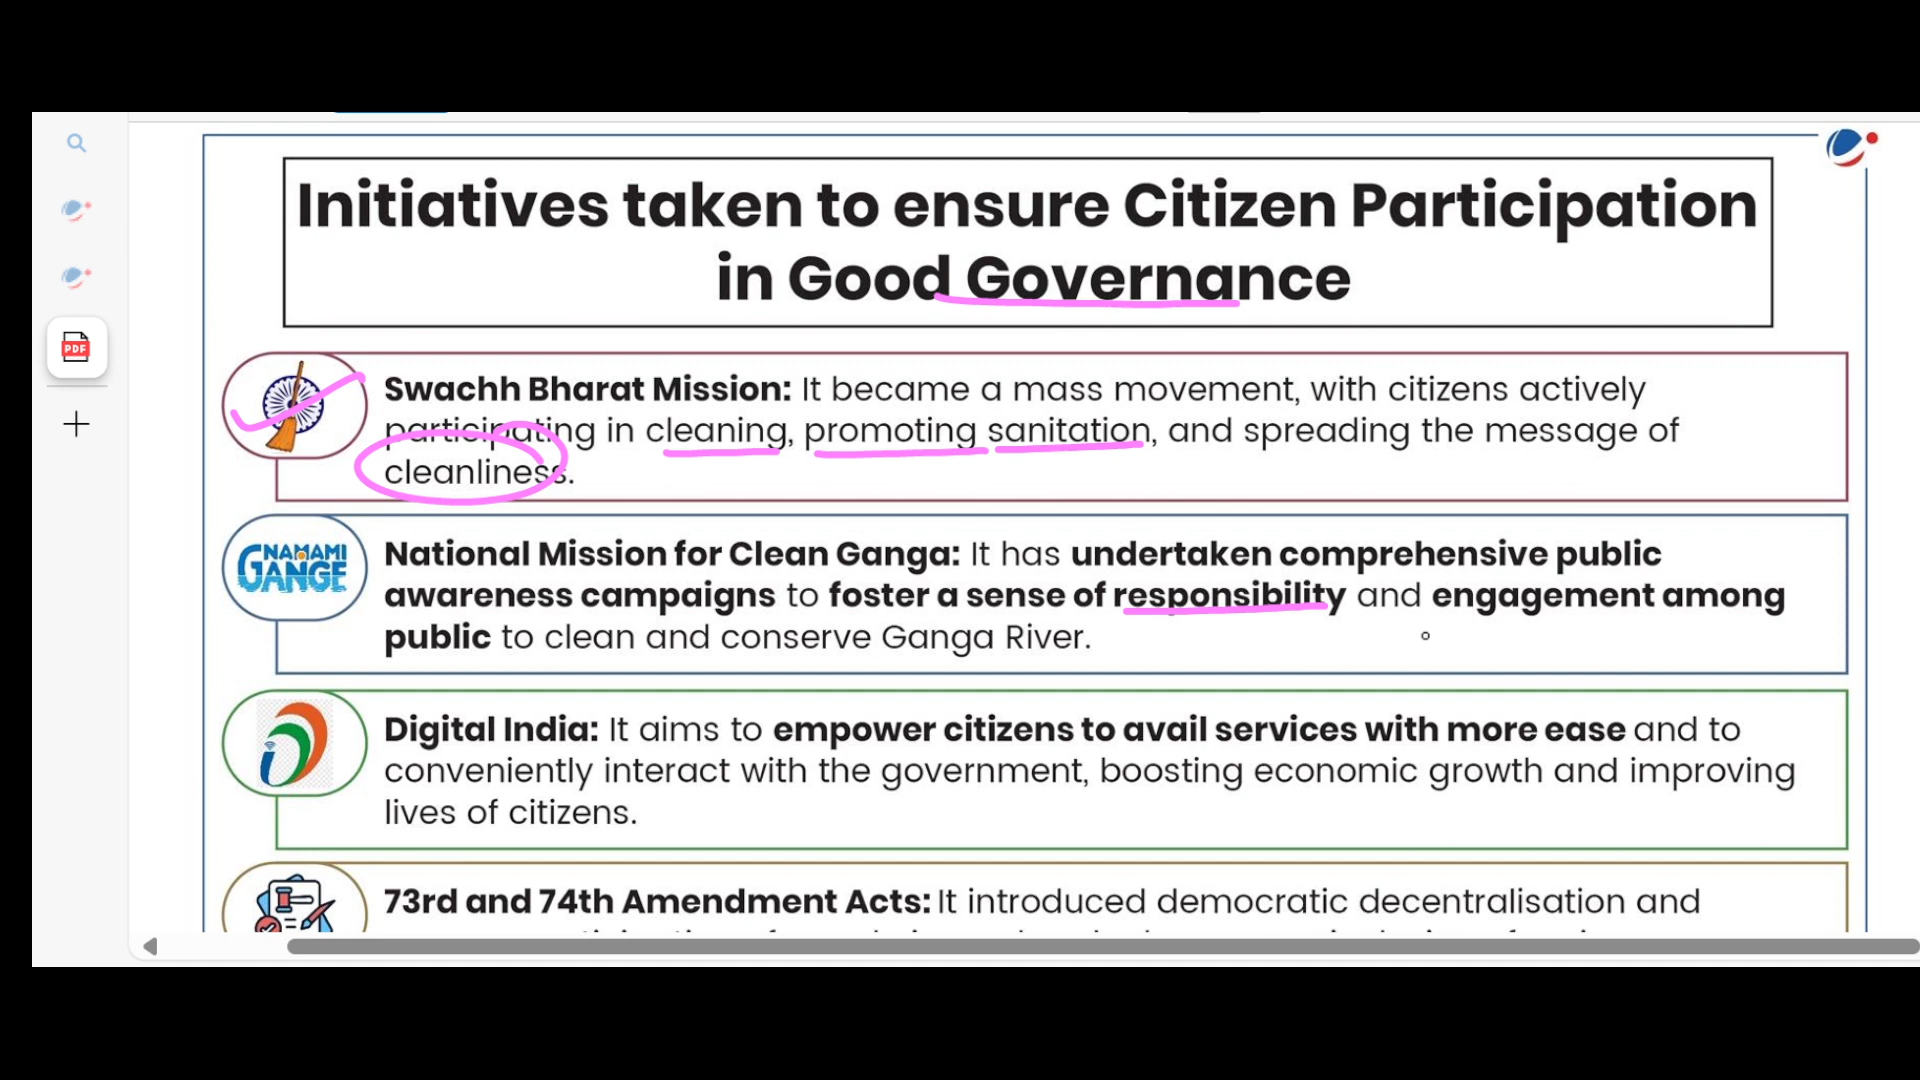 Initiatives taken to ensure Citizen Participation
in Good Governance
Swachh Bharat Mission: It became a mass movement, with citizens actively
participating in cleaning, promoting sanitation, and spreading the message of
cleanliness.
NAMAMI
GANGE
National Mission for Clean Ganga: It has undertaken comprehensive public
awareness campaigns to foster a sense of responsibility and engagement among
public to clean and conserve Ganga River.
PDF
Digital India: It aims to empower citizens to avail services with more ease and to
conveniently interact with the government, boosting economic growth and improving
lives of citizens.
73rd and 74th Amendment Acts: It introduced democratic decentralisation and